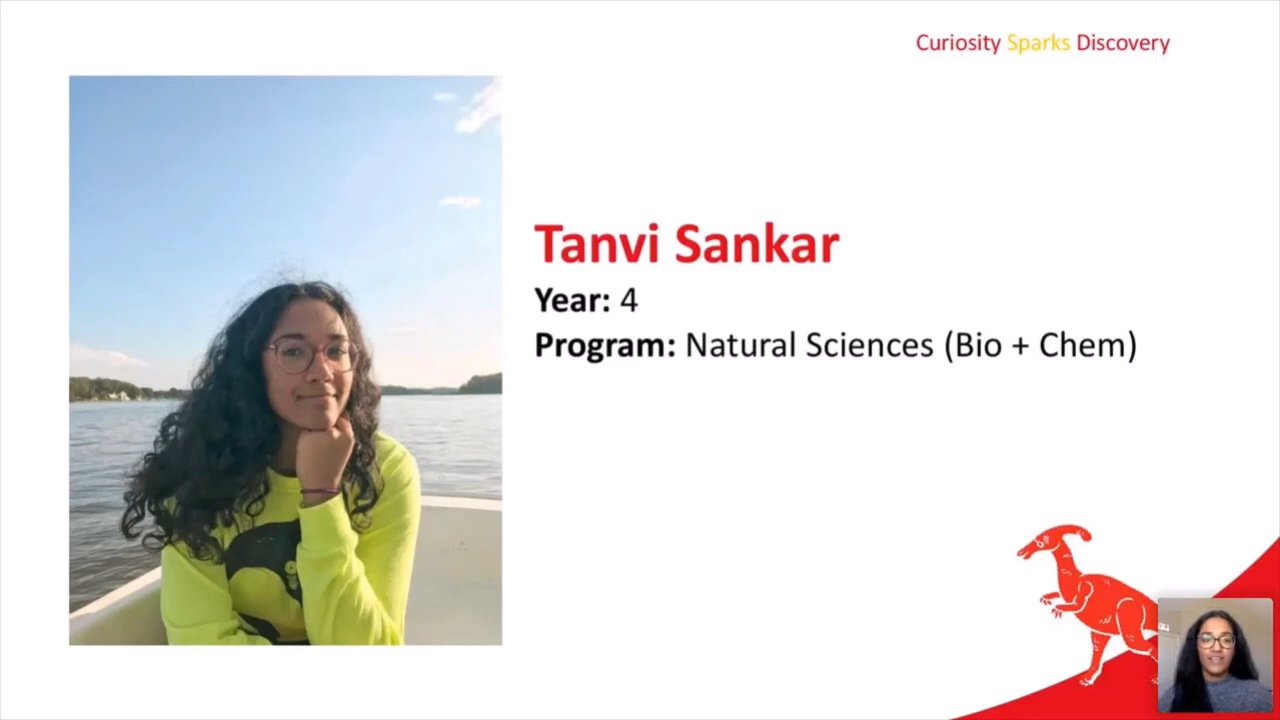 Curiosity Sparks Discovery
Tanvi Sankar
Year: 4
Program: Natural Sciences (Bio + Chem)